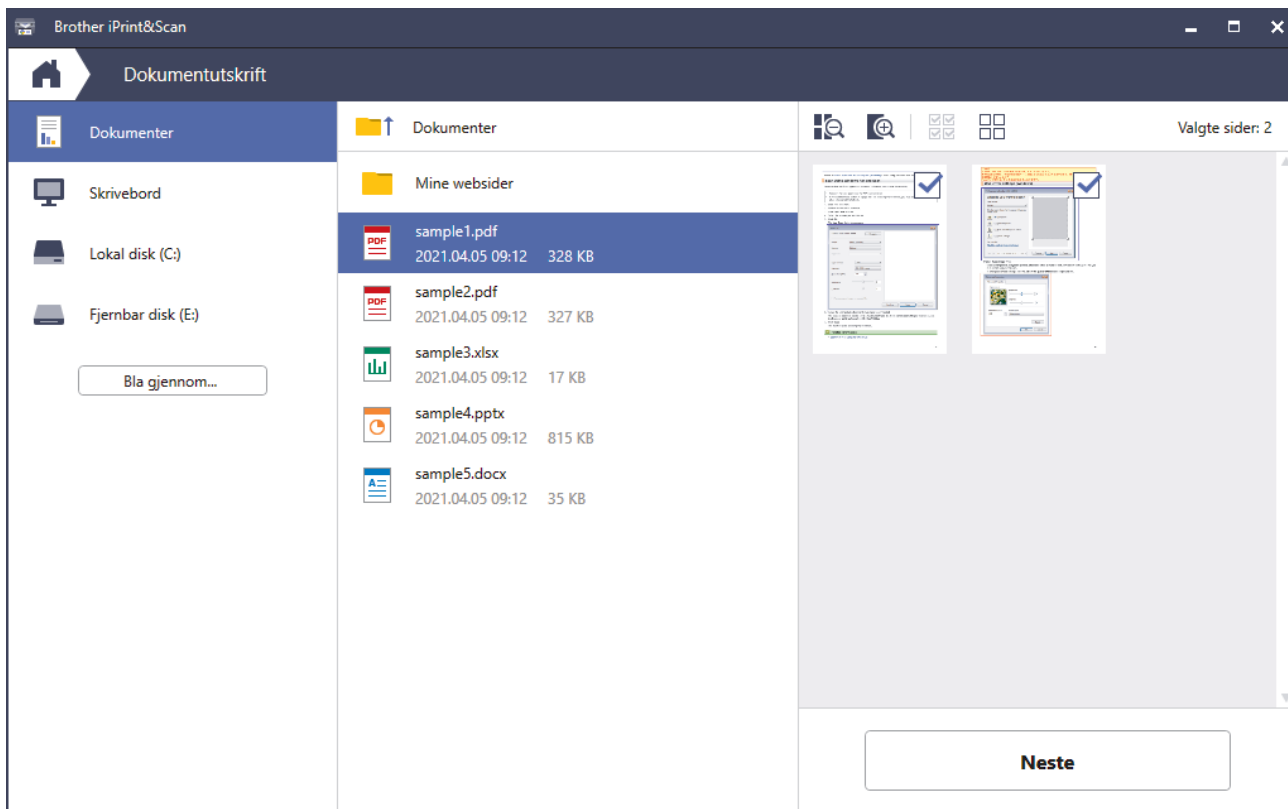 Brother iPrint&Scan
Dokumentutskrift
Dokumenter
Skrivebord
Lokal disk (C:)
Fjernbar disk (E:)
Bla gjennom...
Dokumenter
Mine websider
PDF
sample1.pdf
2021.04.05 09:12 328 KB
PDF
sample2.pdf
2021.04.05 09:12 327 KB
sample3.xlsx
2021.04.05 09:12 17 KB
sample4.pptx
2021.04.05 09:12 815 KB
A
sample5.docx
2021.04.05 09:12 35 KB
Valgte sider: 2
Neste